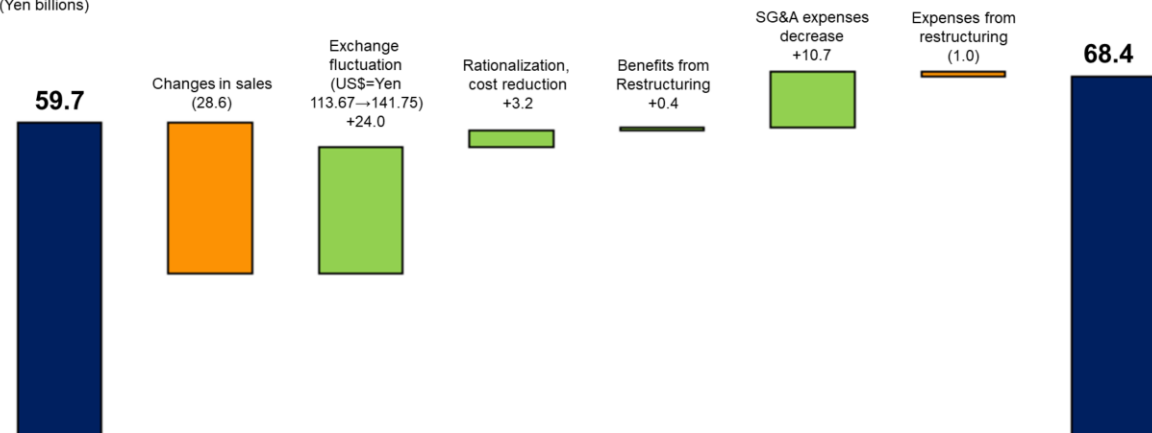 (Yen billions)
59.7
Changes in sales
(28.6)
Exchange
fluctuation
(US$=Yen
113.67→141.75)
+24.0
Rationalization,
cost reduction
+3.2
Benefits from
Restructuring
+0.4
SG&A expenses
decrease
+10.7
Expenses from
restructuring
(1.0)
68.4